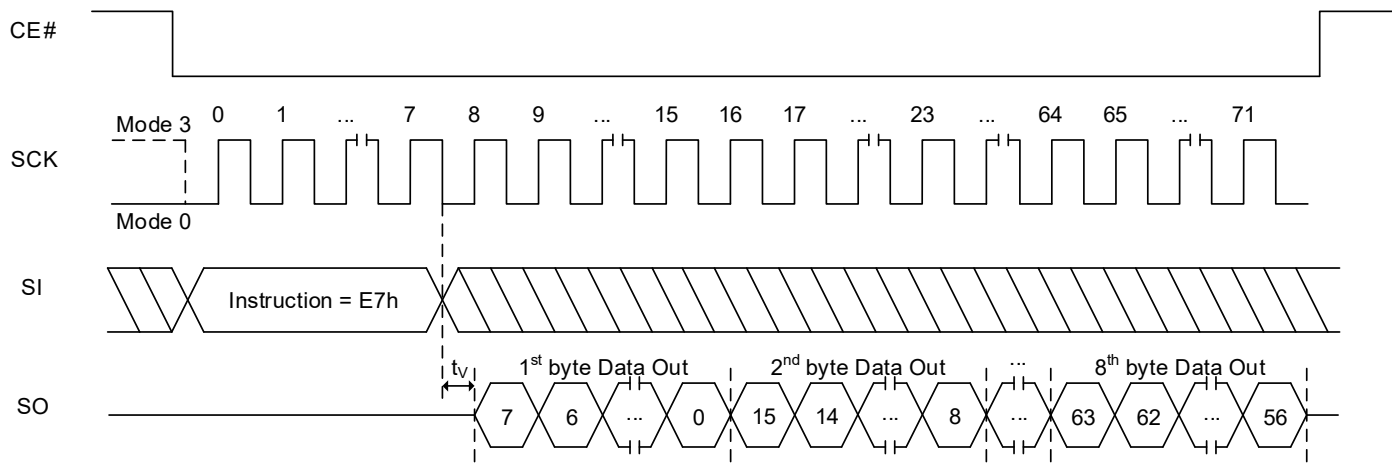 CE#
0 1 ... 7 8 9 ... 15 16 17 ... 23 ... 64 65 ... 71
Mode 3
SCK
Mode 0
SI
Instruction = E7h
tV 1st byte Data Out 2nd byte Data Out ... 8th byte Data Out
SO
7 6 ... 0 15 14 ... 8 ... 63 62 ... 56